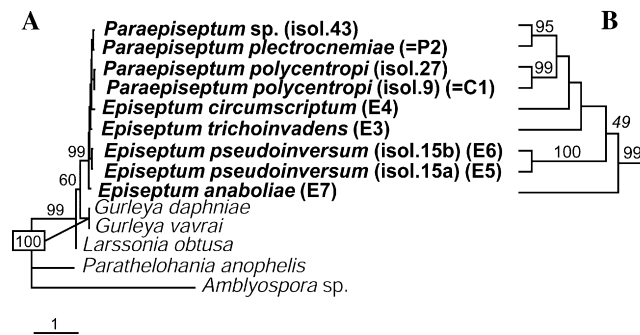 A
B
Paraepiseptum sp. (isol.43)
Paraepiseptum plectrocnemiae (=P2)
Paraepiseptum polycentropi (isol.27)
Paraepiseptum polycentropi (isol.9) (=C1)
Episeptum circumscriptum (E4)
Episeptum trichoinvadens (E3)
Episeptum pseudoinversum (isol.15b) (E6)
Episeptum pseudoinversum (isol.15a) (E5)
Episeptum anaboliae (E7)
Gurleya daphniae
Gurleya vavrai
Larssonia obtusa
Parathelohania anophelis
Amblyospora sp.
99
60
99
100
1
95
99
49
100
99